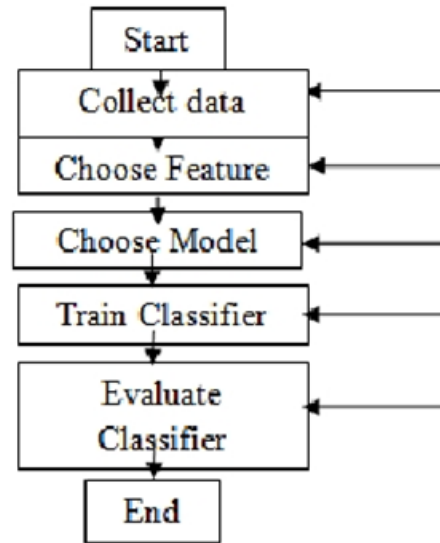 Start
Collect data
Choose Feature
Choose Model
Train Classifier
Evaluate
Classifier
End